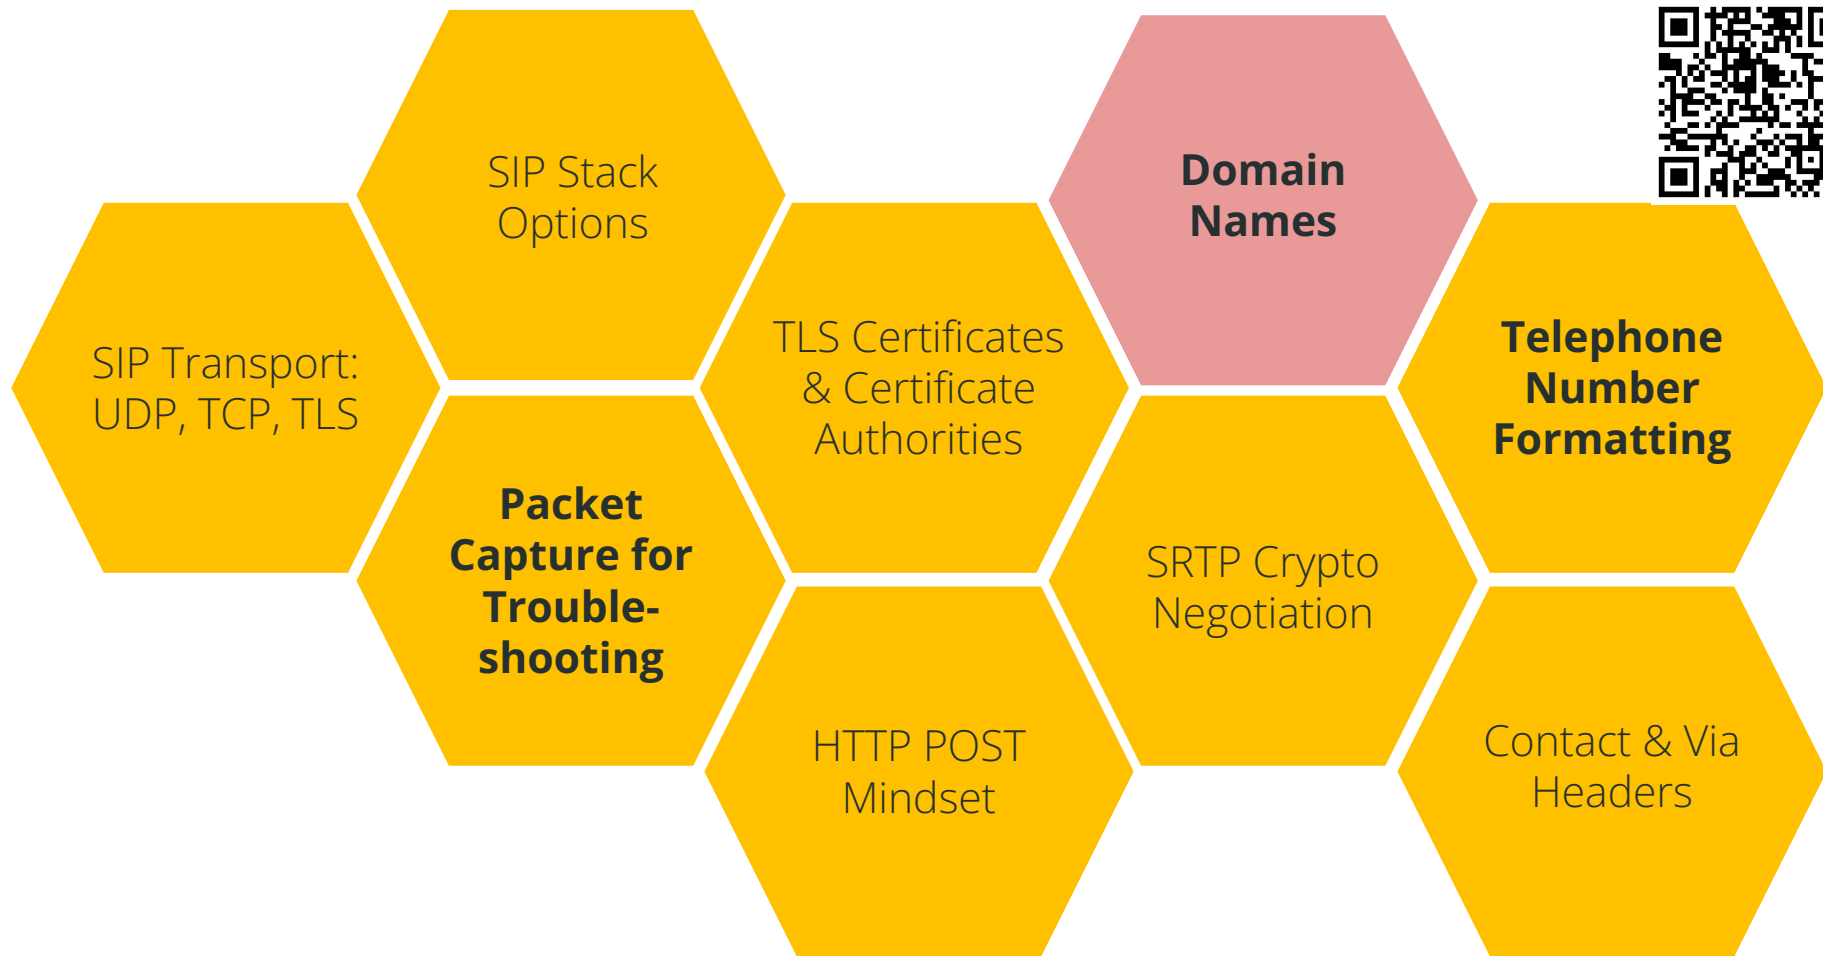 SIP Stack
Options
Domain
Names
SIP Transport:
UDP, TCP, TLS
TLS Certificates
& Certificate
Authorities
Telephone
Number
Formatting
Packet
Capture for
Trouble-
shooting
SRTP Crypto
Negotiation
HTTP POST
Mindset
Contact & Via
Headers